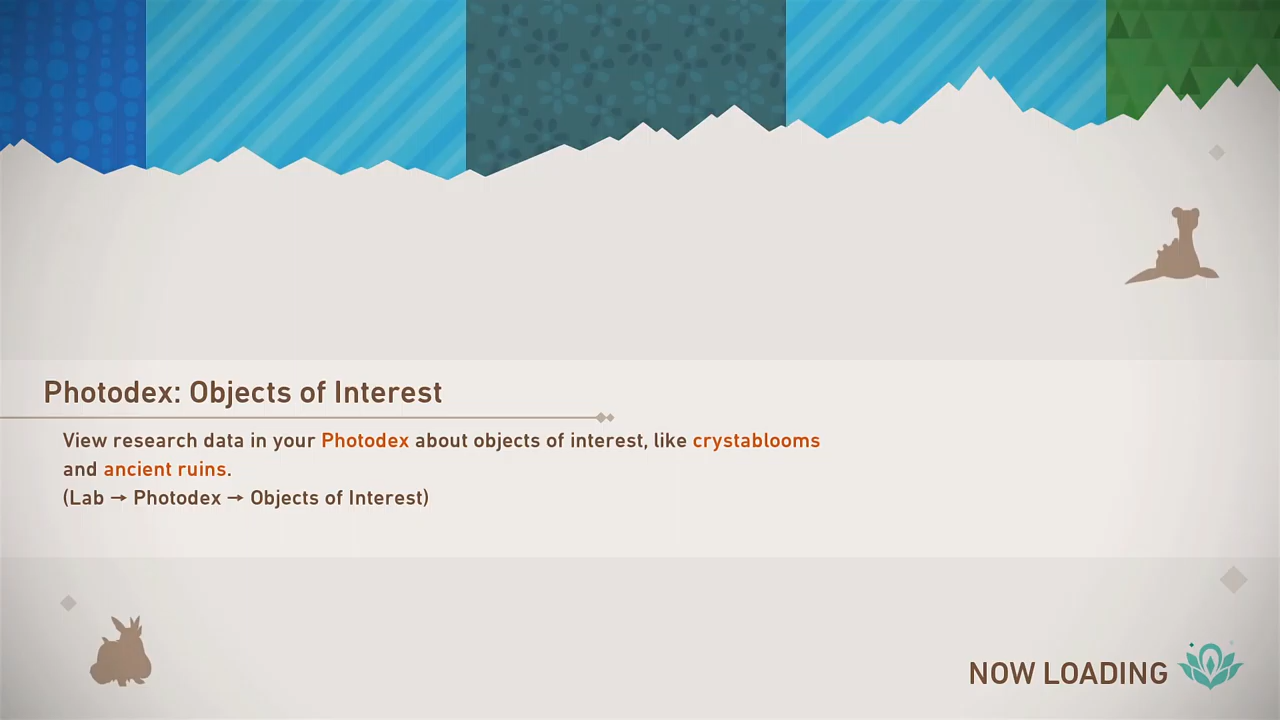 Photodex: Objects of Interest
View research data in your Photodex about objects of interest, like crystablooms
and ancient ruins.
(Lab → Photodex → Objects of Interest)
NOW LOADING